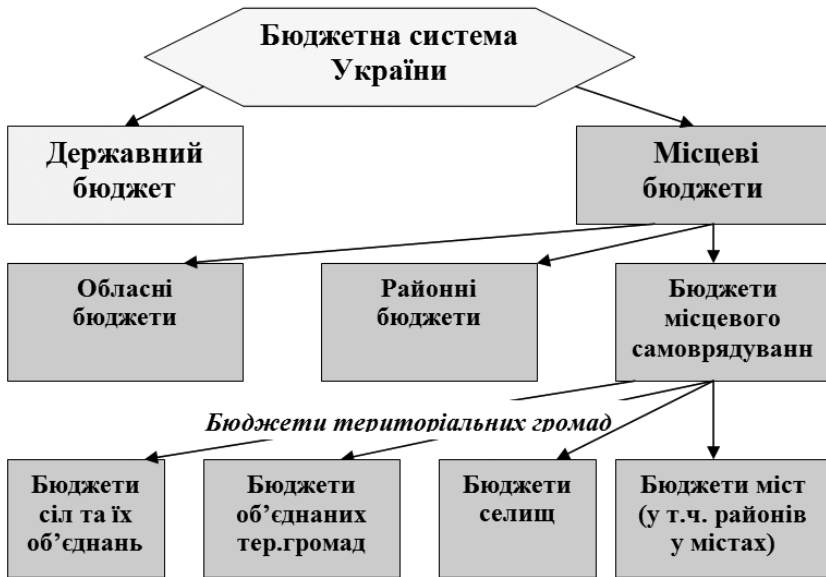 Бюджетна система
України
Державний
бюджет
Місцеві
бюджети
Обласні
бюджети
Районні
бюджети
Бюджети
місцевого
самоврядуванн
Бюджети територіальних громад
Бюджети
сіл та їх
об’єднань
Бюджети
об’єднаних
тер.громад
Бюджети
селищ
Бюджети міст
(у т.ч. районів
у містах)